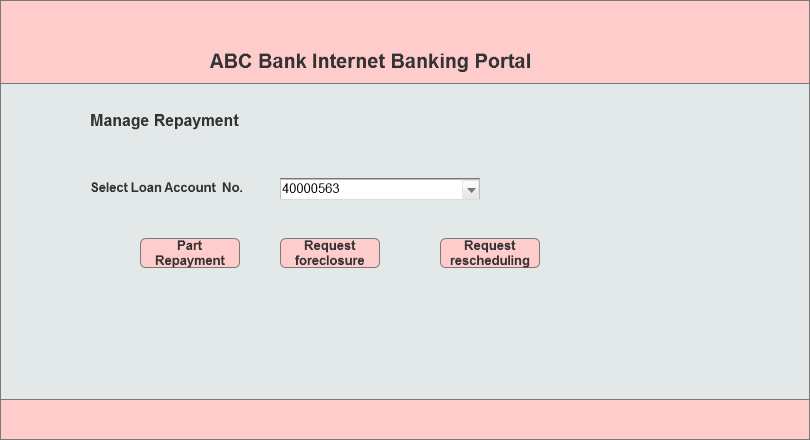 ABC Bank Internet Banking Portal
Manage Repayment
Select Loan Account  No. 40000563
Part
Repayment
Request
foreclosure
Request
rescheduling